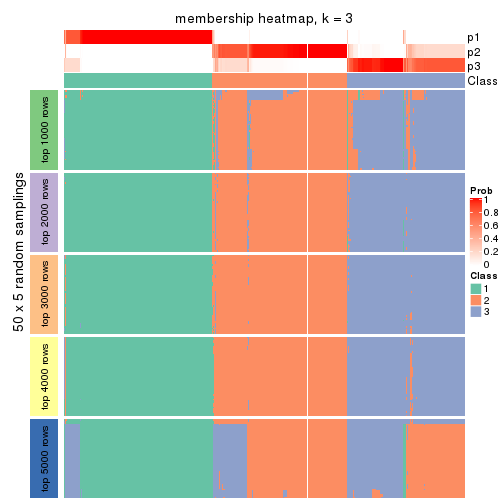 membership heatmap, k = 3
p1
p2
p3
Class
50 x 5 random samplings
top 1000 rows
top 2000 rows
top 3000 rows
top 4000 rows
top 5000 rows
Prob
1
0.8
0.6
0.4
0.2
0
Class
1
2
3